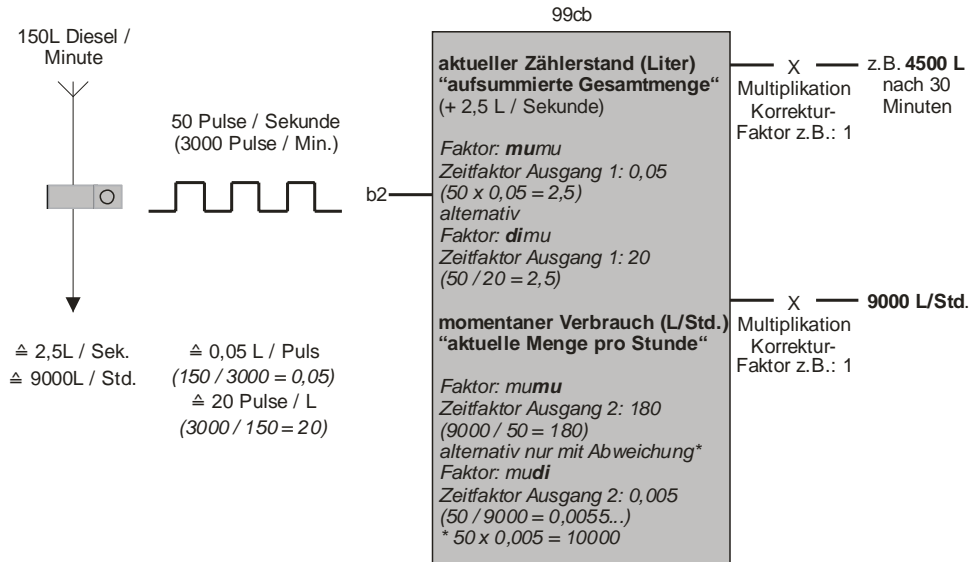 99cb
150L Diesel /
Minute
50 Pulse / Sekunde
(3000 Pulse / Min.)
b2
≙ 2,5L / Sek.
≙ 9000L / Std.
≙ 0,05 L / Puls
(150 / 3000 = 0,05)
≙ 20 Pulse / L
(3000 / 150 = 20)
aktueller Zählerstand (Liter)
“aufsummierte Gesamtmenge“
(+ 2,5 L / Sekunde)
Faktor: mumu
Zeitfaktor Ausgang 1: 0,05
(50 x 0,05 = 2,5)
alternativ
Faktor: dimu
Zeitfaktor Ausgang 1: 20
(50 / 20 = 2,5)
momentaner Verbrauch (L/Std.)
“aktuelle Menge pro Stunde“
Faktor: mumu
Zeitfaktor Ausgang 2: 180
(9000 / 50 = 180)
alternativ nur mit Abweichung*
Faktor: mudi
Zeitfaktor Ausgang 2: 0,005
(50 / 9000 = 0,0055...)
* 50 x 0,005 = 10000
X
Multiplikation
Korrektur-
Faktor z.B.: 1
z.B. 4500 L
nach 30
Minuten
X
Multiplikation
Korrektur-
Faktor z.B.: 1
9000 L/Std.